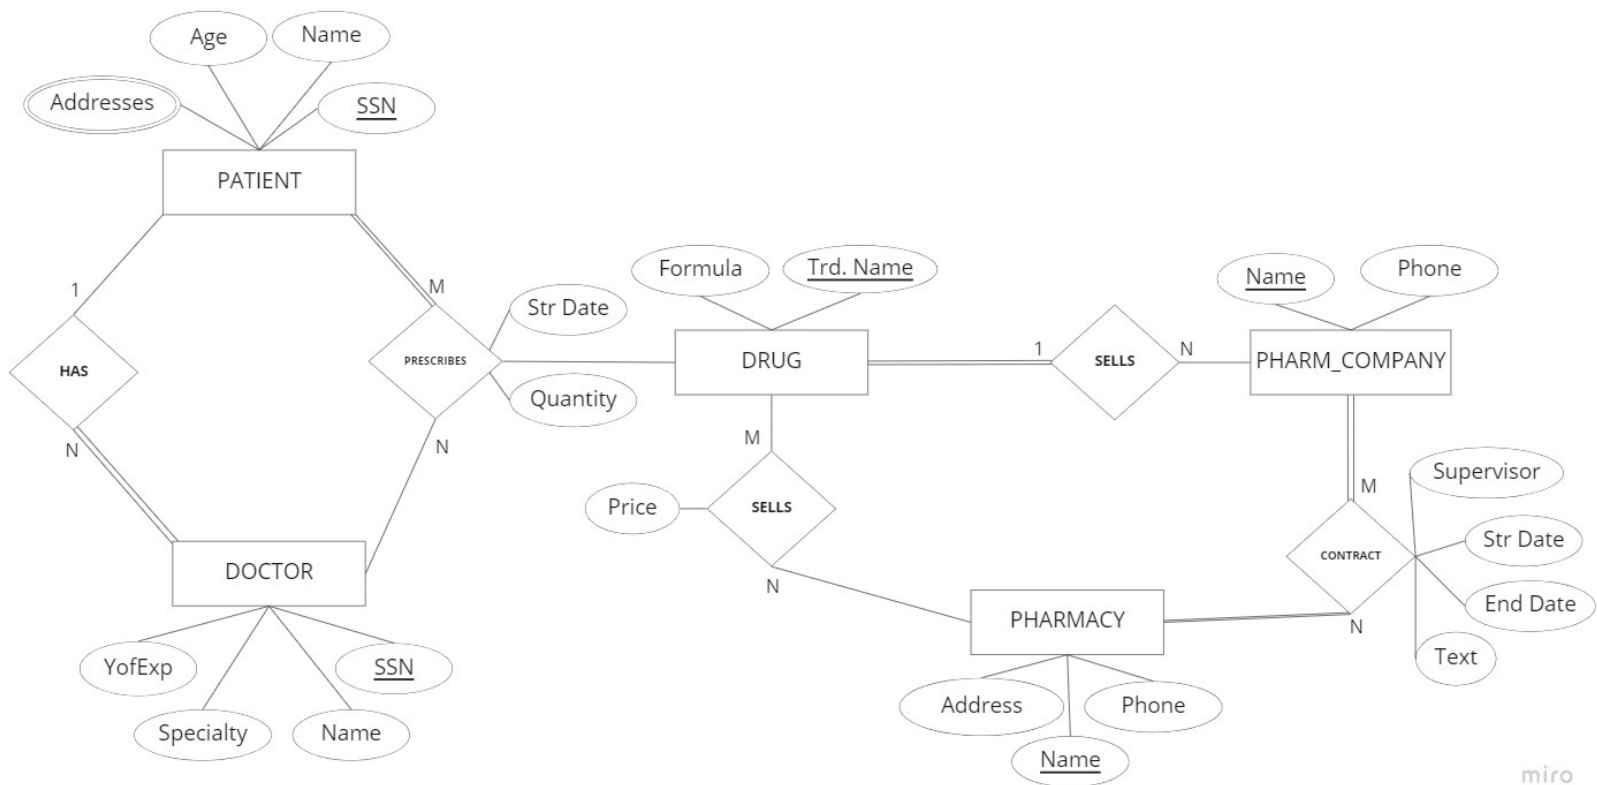 Age
Name
Addresses
SSN
PATIENT
1
M
HAS
PRESCRIBES
Str Date
Quantity
N
N
DOCTOR
YofExp
SSN
Specialty
Name
Formula
Trd. Name
DRUG
1
SELLS
N
Name
Phone
PHARM_COMPANY
M
Price
SELLS
N
M
Supervisor
CONTRACT
Str Date
End Date
Text
N
PHARMACY
Address
Phone
Name
miro